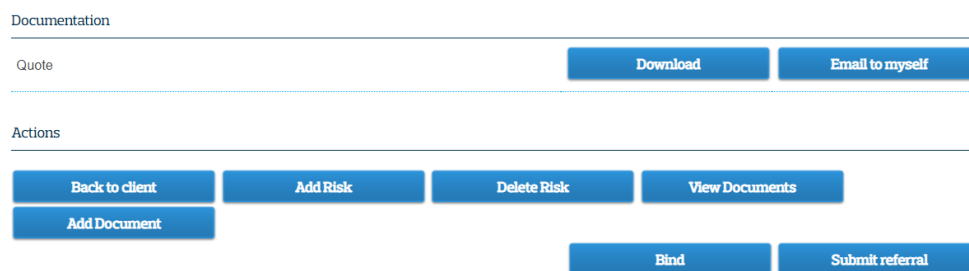 Documentation
Quote Download Email to myself
Actions
Back to client Add Risk Delete Risk View Documents
Add Document
Bind Submit referral